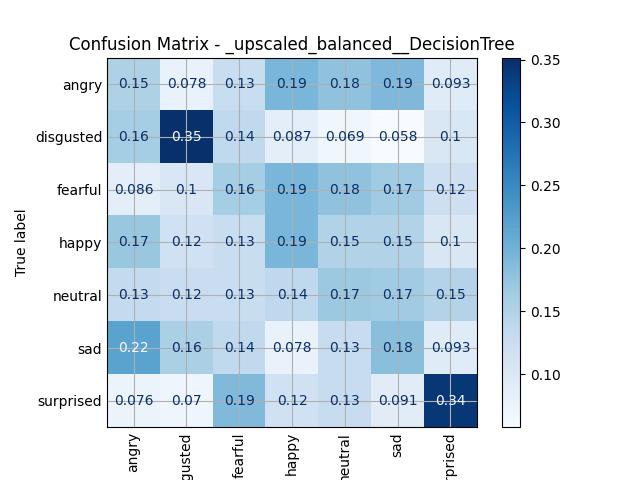 Confusion Matrix - _upscaled_balanced__DecisionTree
True label
angry 0.15 0.078 0.13 0.19 0.18 0.19 0.093
disgusted 0.16 0.35 0.14 0.087 0.069 0.058 0.1
fearful 0.086 0.1 0.16 0.19 0.18 0.17 0.12
happy 0.17 0.12 0.13 0.19 0.15 0.15 0.1
neutral 0.13 0.12 0.13 0.14 0.17 0.17 0.15
sad 0.22 0.16 0.14 0.078 0.13 0.18 0.093
surprised 0.076 0.07 0.19 0.12 0.13 0.091 0.34
angry gusted fearful happy neutral sad prised
0.35
0.30
0.25
0.20
0.15
0.10